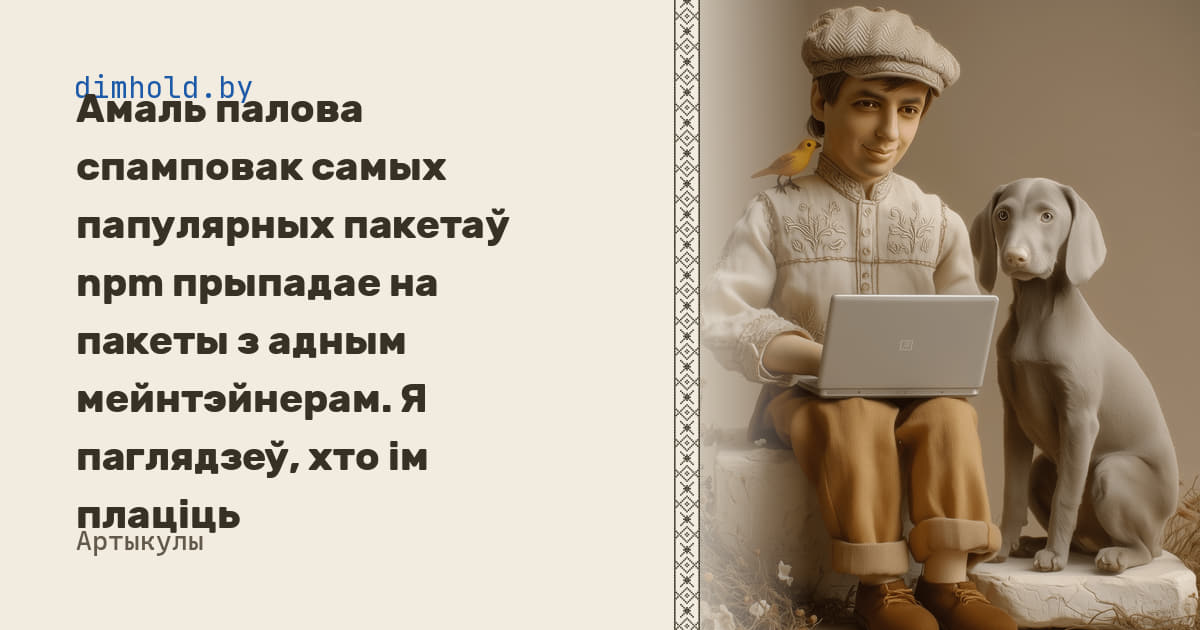 dimhold.by
Амаль палова
спамповак самых
папулярных пакетаў
npm прыпадае на
пакеты з адным
мейнтэйнерам. Я
паглядзеў, хто ім
плаціць
Артыкулы